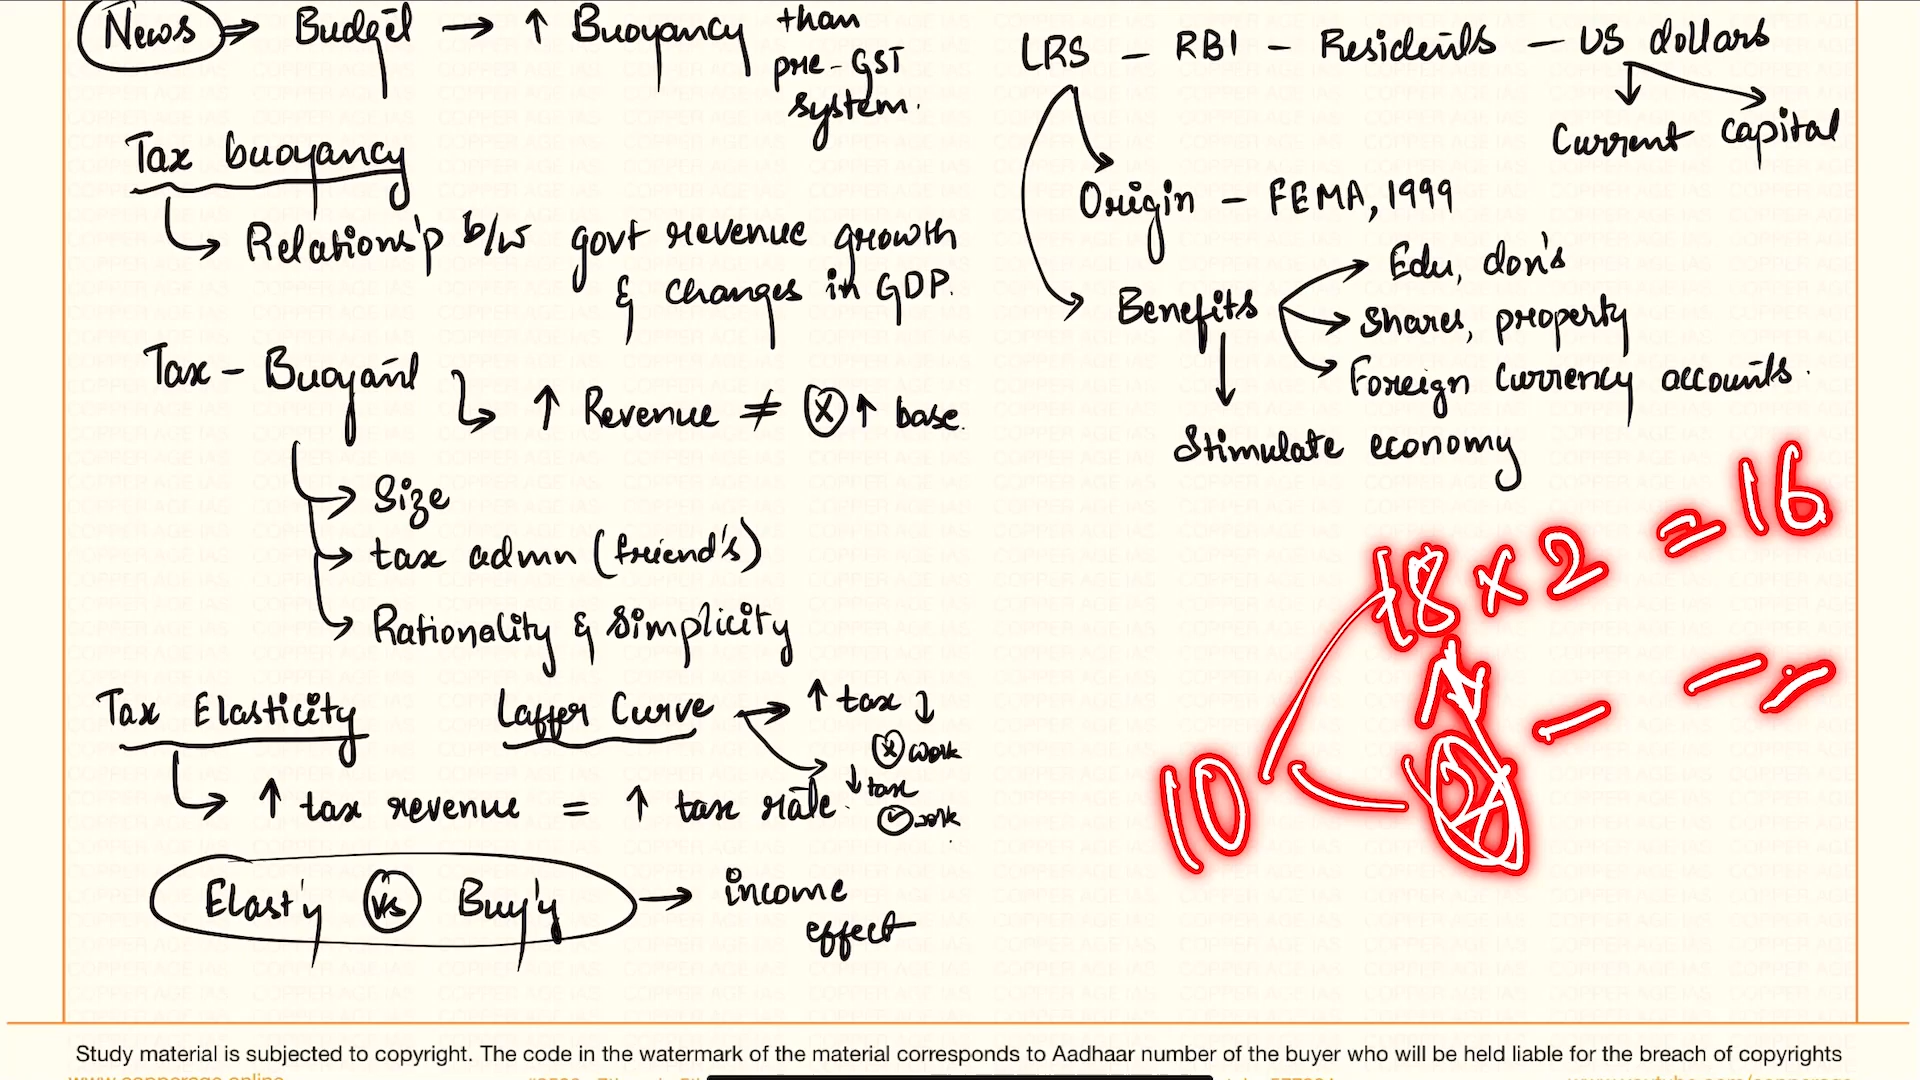 News ⇒ Budget → ↑ Buoyancy than
pre-GST
system.
Tax buoyancy
↳ Relations'p b/w govt revenue growth
& changes in GDP.
Tax - Buoyant
↳ ↑ Revenue ≠ ⓧ ↑ base.
→ Size
→ tax admn (friend's)
→ Rationality & Simplicity
Tax Elasticity
↳ ↑ tax revenue = ↑ tax rate.
Laffer Curve → ↑ tax ↓
ⓧ work
↓ tax
✓ work
Elast'y vs Buy'y → income
effect
LRS - RBI - Residents - US dollars
Current capital
Origin - FEMA, 1999
Benefits → Edu, don's
→ Shares, property
→ Foreign Currency accounts.
Stimulate economy
18 x 2 = 16
10
Study material is subjected to copyright. The code in the watermark of the material corresponds to Aadhaar number of the buyer who will be held liable for the breach of copyrights